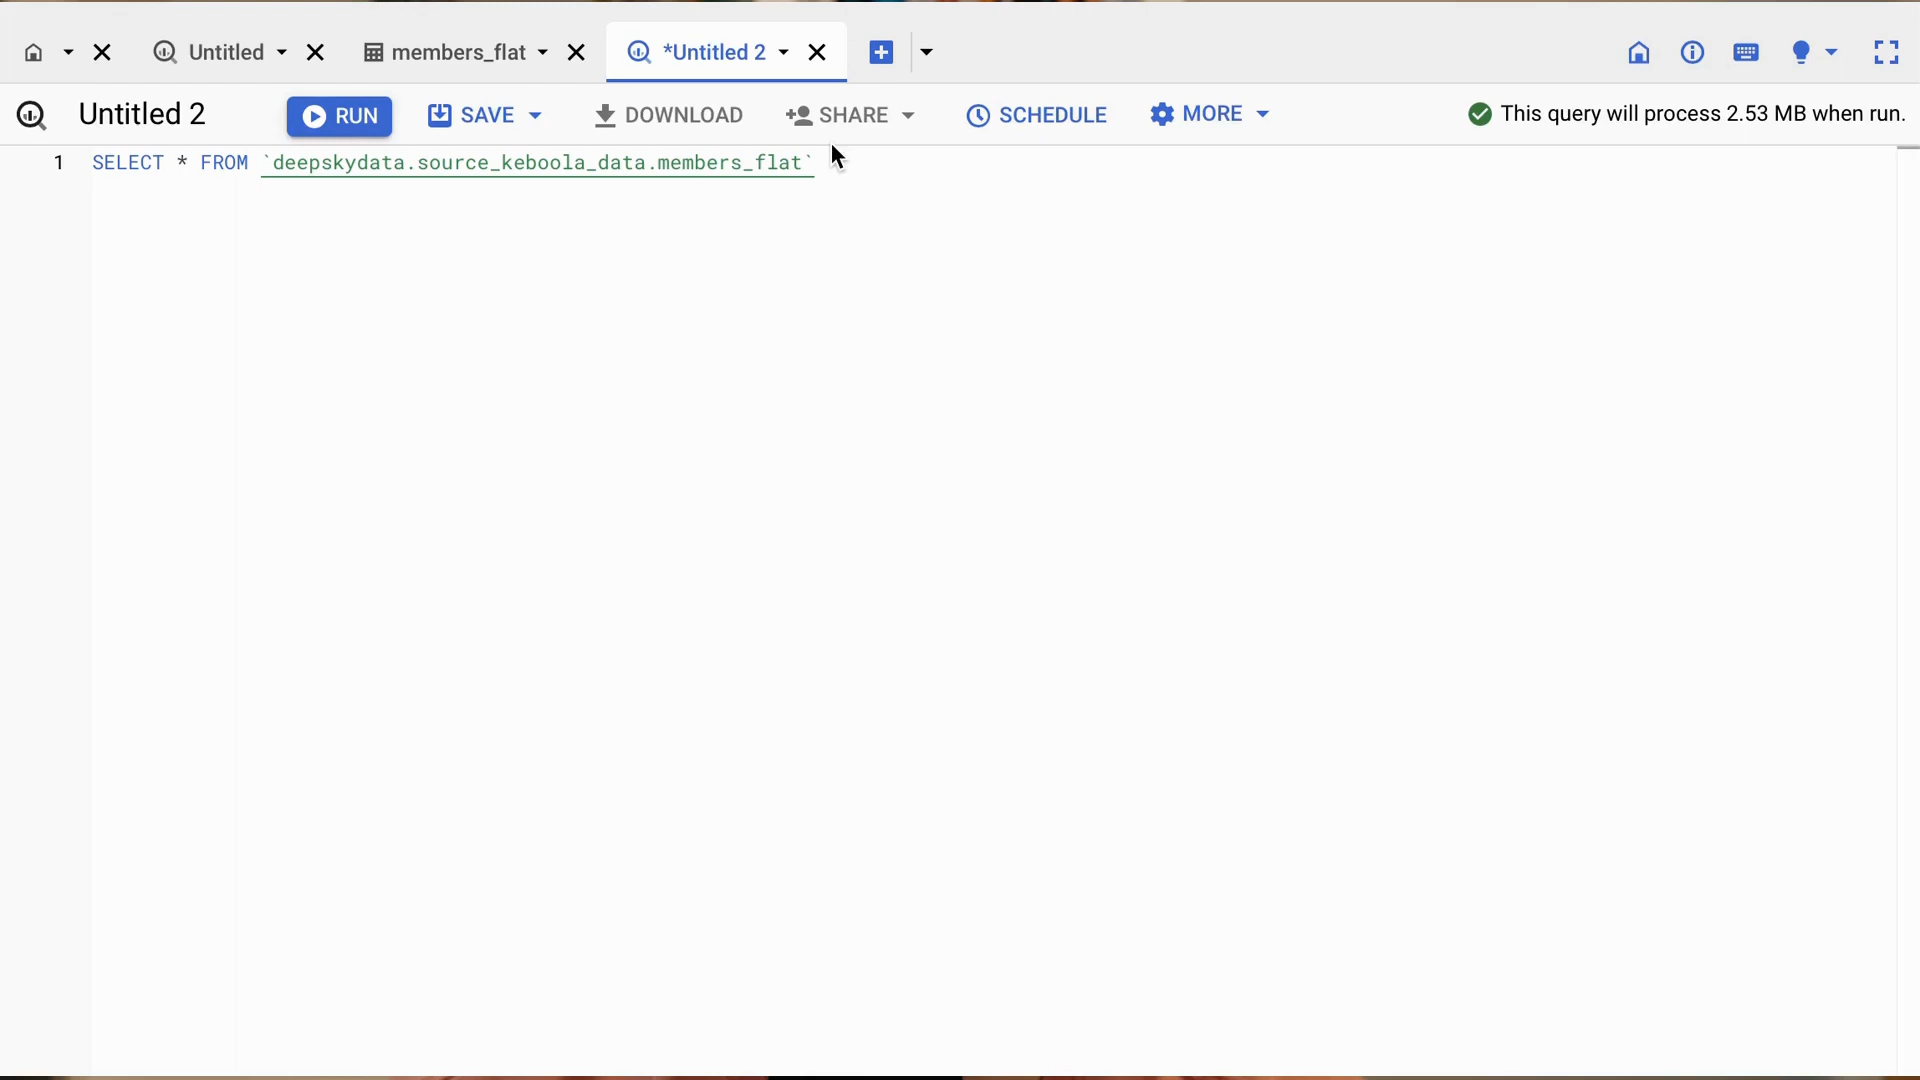 Untitled members_flat *Untitled 2
Untitled 2 RUN SAVE DOWNLOAD SHARE SCHEDULE MORE This query will process 2.53 MB when run.
1 SELECT * FROM `deepskydata.source_keboola_data.members_flat`